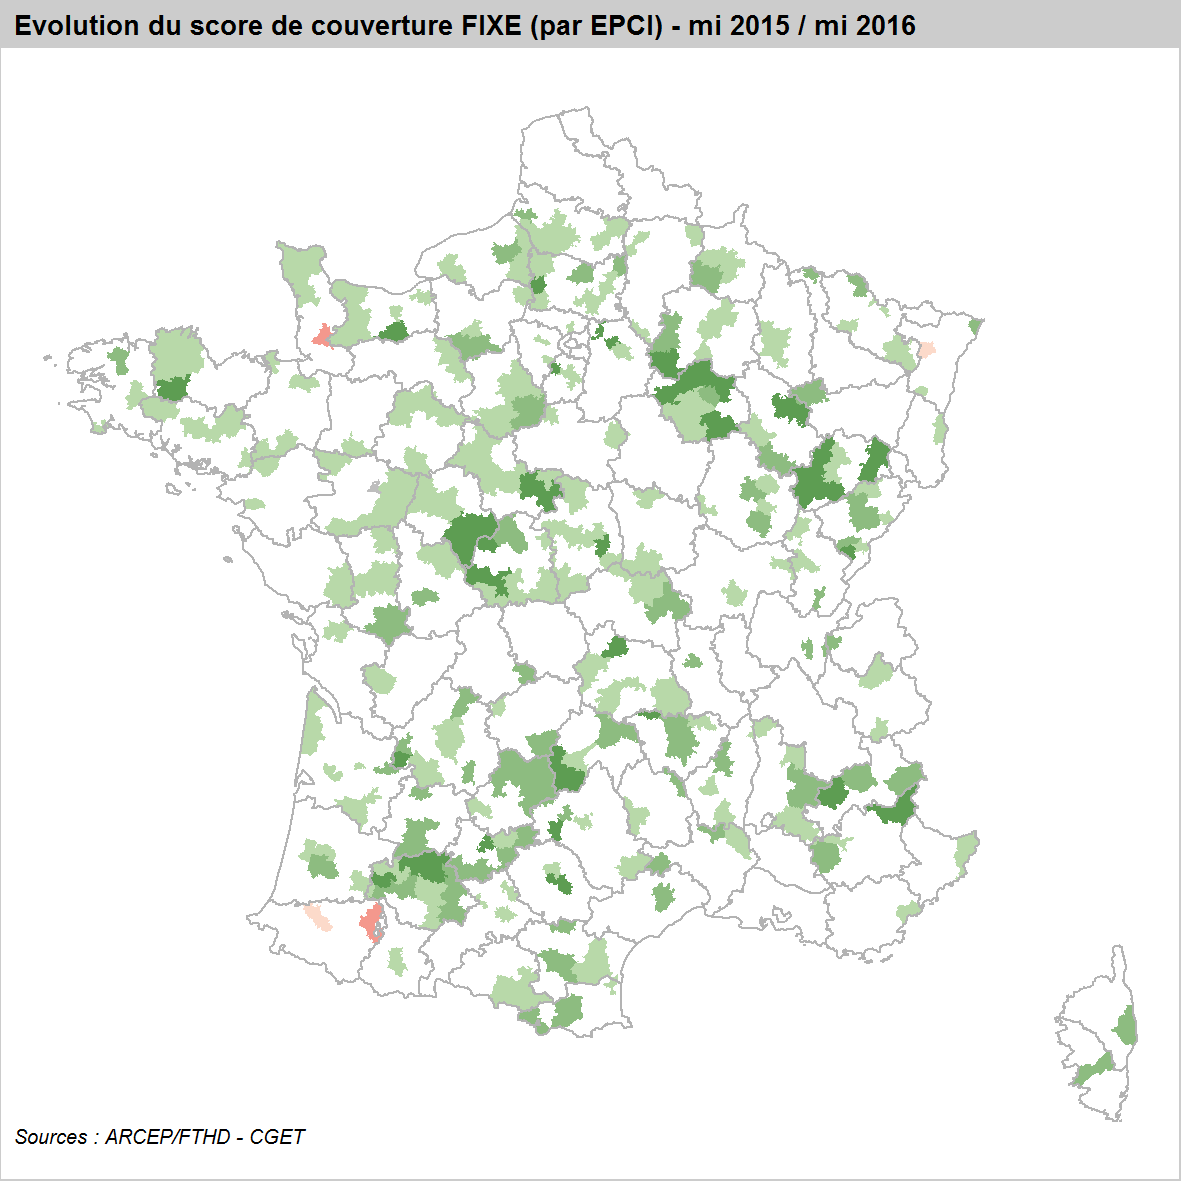 Evolution du score de couverture FIXE (par EPCI) - mi 2015 / mi 2016
Sources : ARCEP/FTHD - CGET